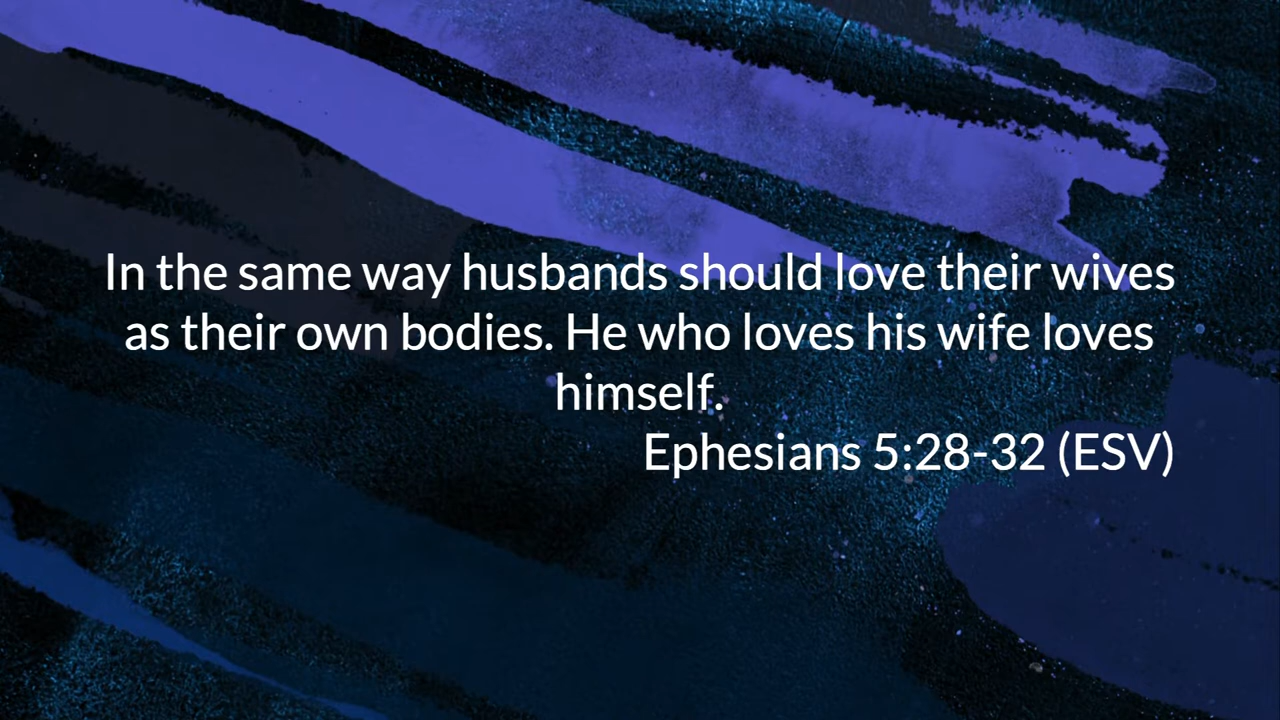 In the same way husbands should love their wives
as their own bodies. He who loves his wife loves
himself.
Ephesians 5:28-32 (ESV)